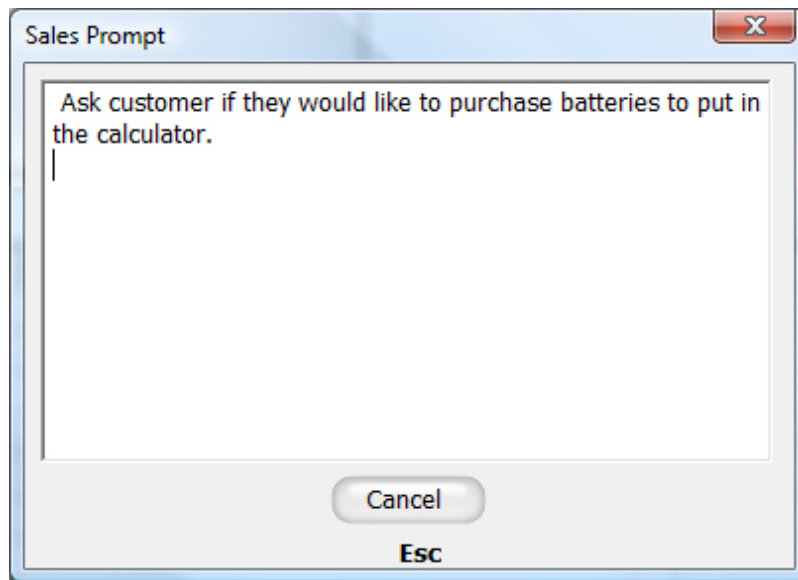 Sales Prompt
Ask customer if they would like to purchase batteries to put in
the calculator.
Cancel
Esc